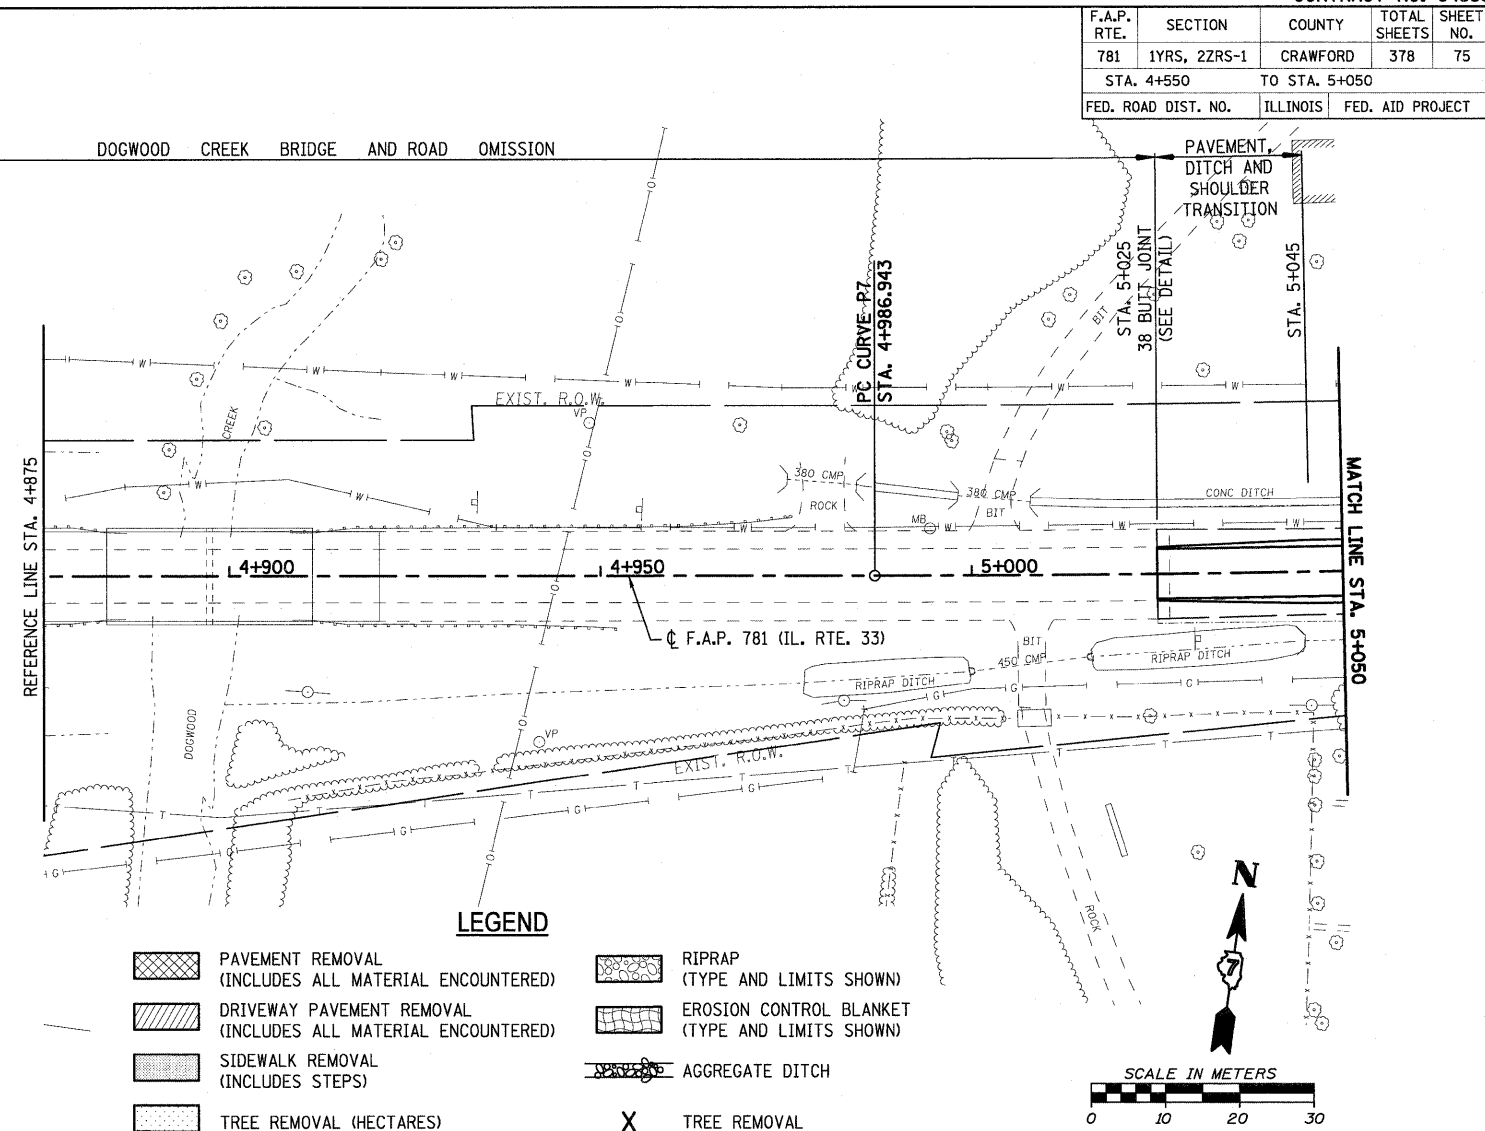 F.A.P. RTE.
SECTION
COUNTY
TOTAL SHEETS
SHEET NO.
781
1YRS, 2ZRS-1
CRAWFORD
378
75
STA. 4+550 TO STA. 5+050
FED. ROAD DIST. NO.
ILLINOIS
FED. AID PROJECT
DOGWOOD CREEK BRIDGE AND ROAD OMISSION
PAVEMENT,
DITCH AND
SHOULDER
TRANSITION
STA. 5+025
38 BUTT JOINT
(SEE DETAIL)
STA. 5+045
PC CURVE P7
STA. 4+986.943
BIT
EXIST. R.O.W.
VP
CREEK
REFERENCE LINE STA. 4+875
MATCH LINE STA. 5+050
380 CMP
ROCK
380 CMP
BIT
MB
CONC DITCH
4+900
4+950
5+000
℄ F.A.P. 781 (IL. RTE. 33)
BIT
450 CMP
RIPRAP DITCH
RIPRAP DITCH
DOGWOOD
VP
EXIST. R.O.W.
ROCK
N
7
LEGEND
PAVEMENT REMOVAL
(INCLUDES ALL MATERIAL ENCOUNTERED)
DRIVEWAY PAVEMENT REMOVAL
(INCLUDES ALL MATERIAL ENCOUNTERED)
SIDEWALK REMOVAL
(INCLUDES STEPS)
TREE REMOVAL (HECTARES)
RIPRAP
(TYPE AND LIMITS SHOWN)
EROSION CONTROL BLANKET
(TYPE AND LIMITS SHOWN)
AGGREGATE DITCH
X TREE REMOVAL
SCALE IN METERS
0 10 20 30